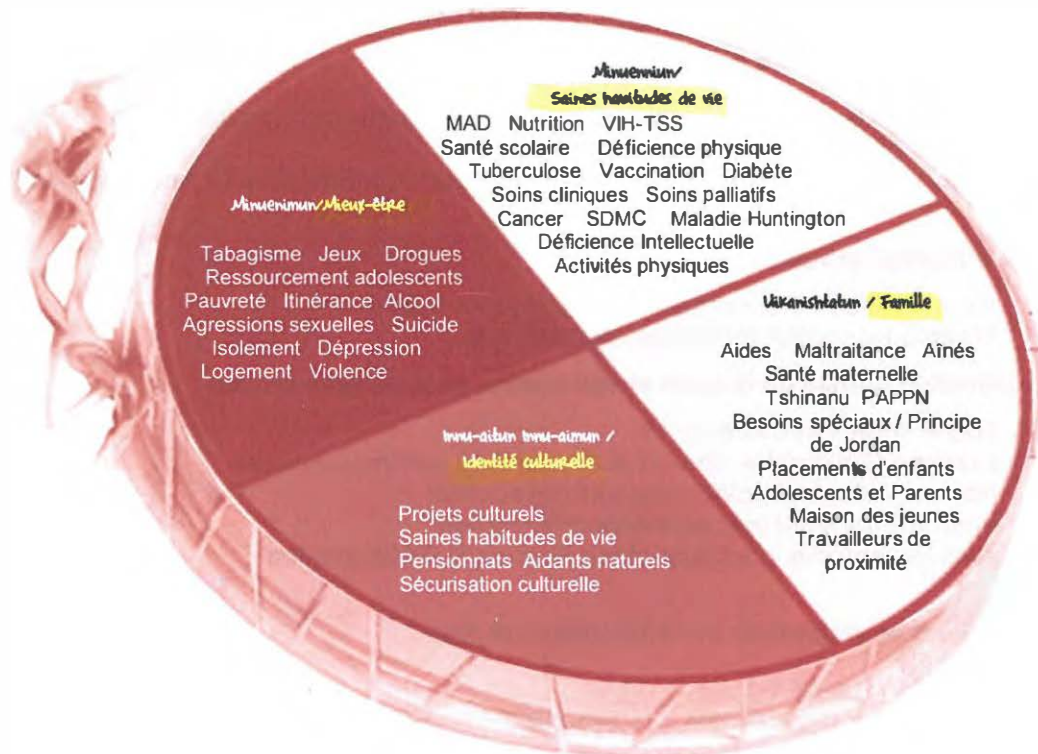 Minuenniun/
Saines habitudes de vie
MAD Nutrition VIH-TSS
Santé scolaire Déficience physique
Tuberculose Vaccination Diabète
Soins cliniques Soins palliatifs
Cancer SDMC Maladie Huntington
Déficience Intellectuelle
Activités physiques
Minuenimun/Mieux-être
Tabagisme Jeux Drogues
Ressourcement adolescents
Pauvreté Itinérance Alcool
Agressions sexuelles Suicide
Isolement Dépression
Logement Violence
Uikanishtatun / Famille
Aides Maltraitance Aînés
Santé maternelle
Tshinanu PAPPN
Besoins spéciaux / Principe
de Jordan
Placements d'enfants
Adolescents et Parents
Maison des jeunes
Travailleurs de
proximité
Innu-aitun Innu-aimun /
Identité culturelle
Projets culturels
Saines habitudes de vie
Pensionnats Aidants naturels
Sécurisation culturelle